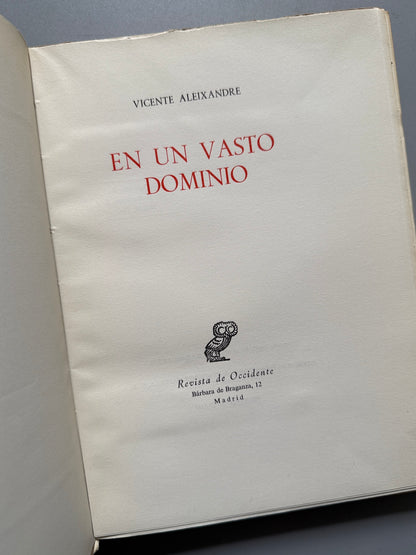 VICENTE ALEIXANDRE
EN UN VASTO
DOMINIO
Revista de Occidente
Bárbara de Braganza, 12
Madrid